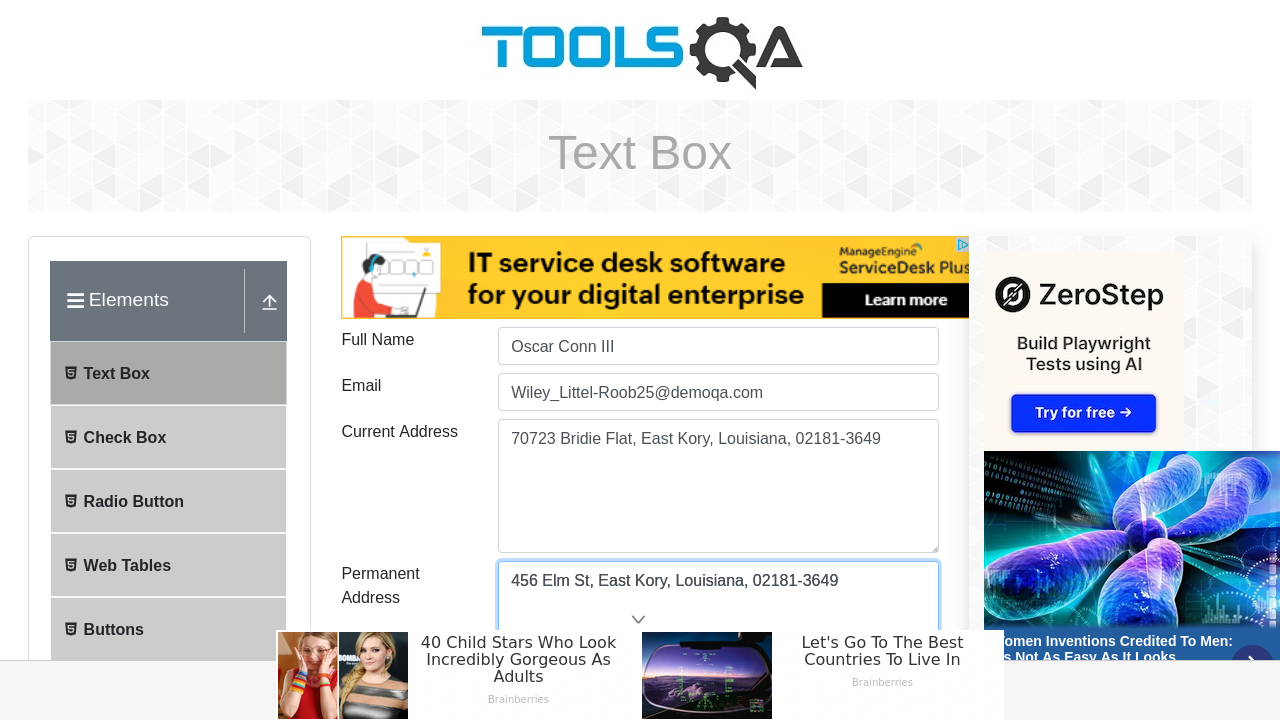 TOOLSQA
Text Box
Elements
Text Box
Check Box
Radio Button
Web Tables
Buttons
IT service desk software
for your digital enterprise
ManageEngine
ServiceDesk Plus
Learn more
Full Name
Oscar Conn III
Email
Wiley_Littel-Roob25@demoqa.com
Current Address
70723 Bridie Flat, East Kory, Louisiana, 02181-3649
Permanent
Address
456 Elm St, East Kory, Louisiana, 02181-3649
ZeroStep
Build Playwright
Tests using AI
Try for free →
omen Inventions Credited To Men:
s Not As Easy As It Looks
40 Child Stars Who Look
Incredibly Gorgeous As
Adults
Brainberries
Let's Go To The Best
Countries To Live In
Brainberries